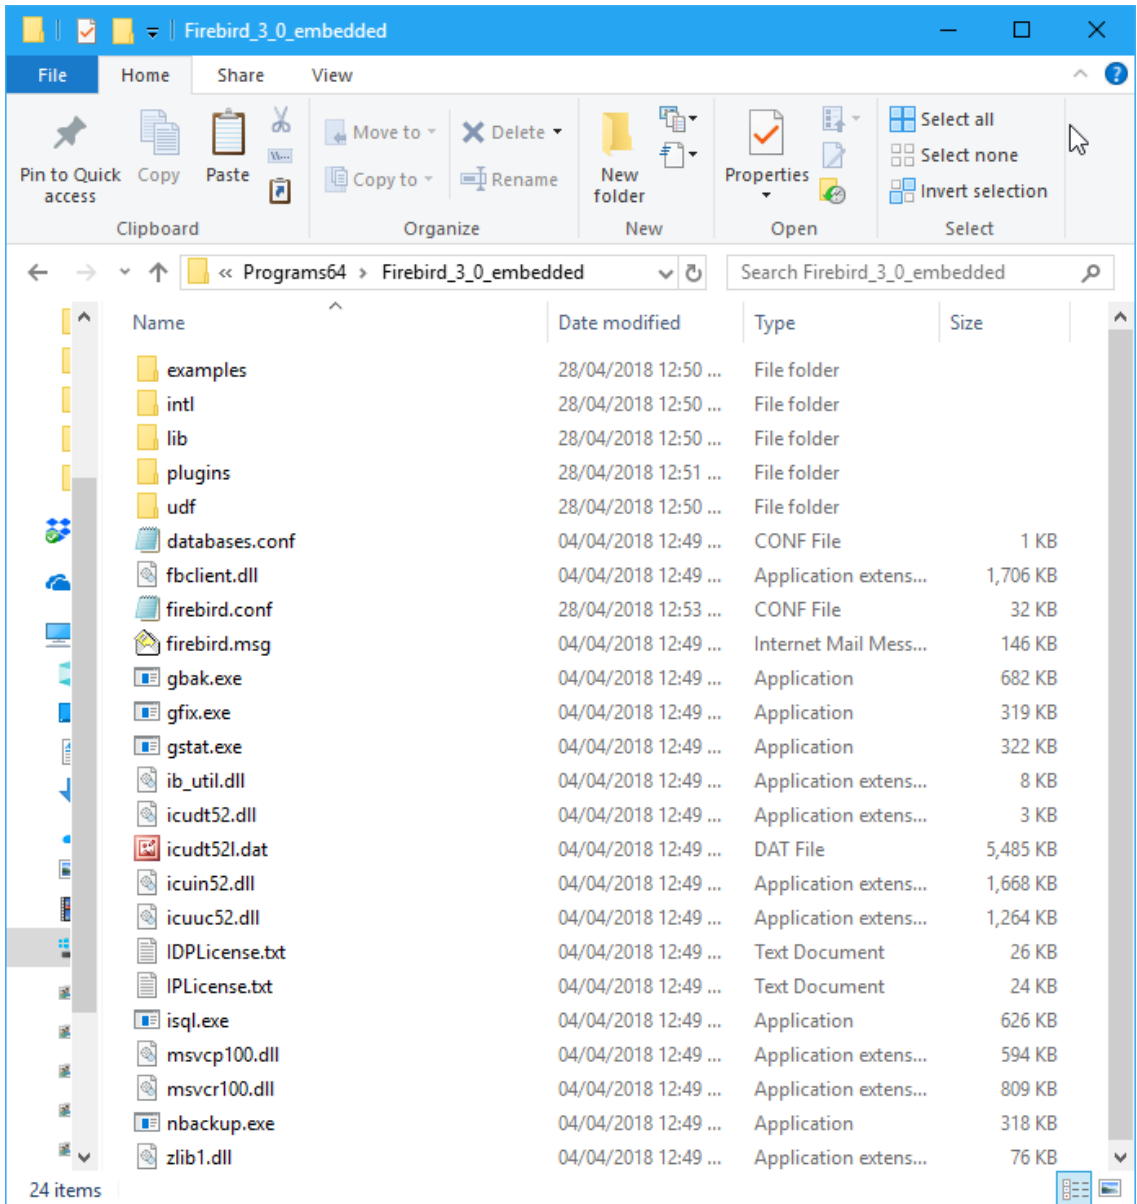 Firebird_3_0_embedded
File Home Share View
Pin to Quick access
Copy
Paste
Move to
Copy to
Delete
Rename
New folder
Properties
Select all
Select none
Invert selection
Clipboard Organize New Open Select
« Programs64 › Firebird_3_0_embedded Search Firebird_3_0_embedded
Name Date modified Type Size
examples 28/04/2018 12:50 ... File folder
intl 28/04/2018 12:50 ... File folder
lib 28/04/2018 12:50 ... File folder
plugins 28/04/2018 12:51 ... File folder
udf 28/04/2018 12:50 ... File folder
databases.conf 04/04/2018 12:49 ... CONF File 1 KB
fbclient.dll 04/04/2018 12:49 ... Application extens... 1,706 KB
firebird.conf 28/04/2018 12:53 ... CONF File 32 KB
firebird.msg 04/04/2018 12:49 ... Internet Mail Mess... 146 KB
gbak.exe 04/04/2018 12:49 ... Application 682 KB
gfix.exe 04/04/2018 12:49 ... Application 319 KB
gstat.exe 04/04/2018 12:49 ... Application 322 KB
ib_util.dll 04/04/2018 12:49 ... Application extens... 8 KB
icudt52.dll 04/04/2018 12:49 ... Application extens... 3 KB
icudt52l.dat 04/04/2018 12:49 ... DAT File 5,485 KB
icuin52.dll 04/04/2018 12:49 ... Application extens... 1,668 KB
icuuc52.dll 04/04/2018 12:49 ... Application extens... 1,264 KB
IDPLicense.txt 04/04/2018 12:49 ... Text Document 26 KB
IPLicense.txt 04/04/2018 12:49 ... Text Document 24 KB
isql.exe 04/04/2018 12:49 ... Application 626 KB
msvcp100.dll 04/04/2018 12:49 ... Application extens... 594 KB
msvcr100.dll 04/04/2018 12:49 ... Application extens... 809 KB
nbackup.exe 04/04/2018 12:49 ... Application 318 KB
zlib1.dll 04/04/2018 12:49 ... Application extens... 76 KB
24 items